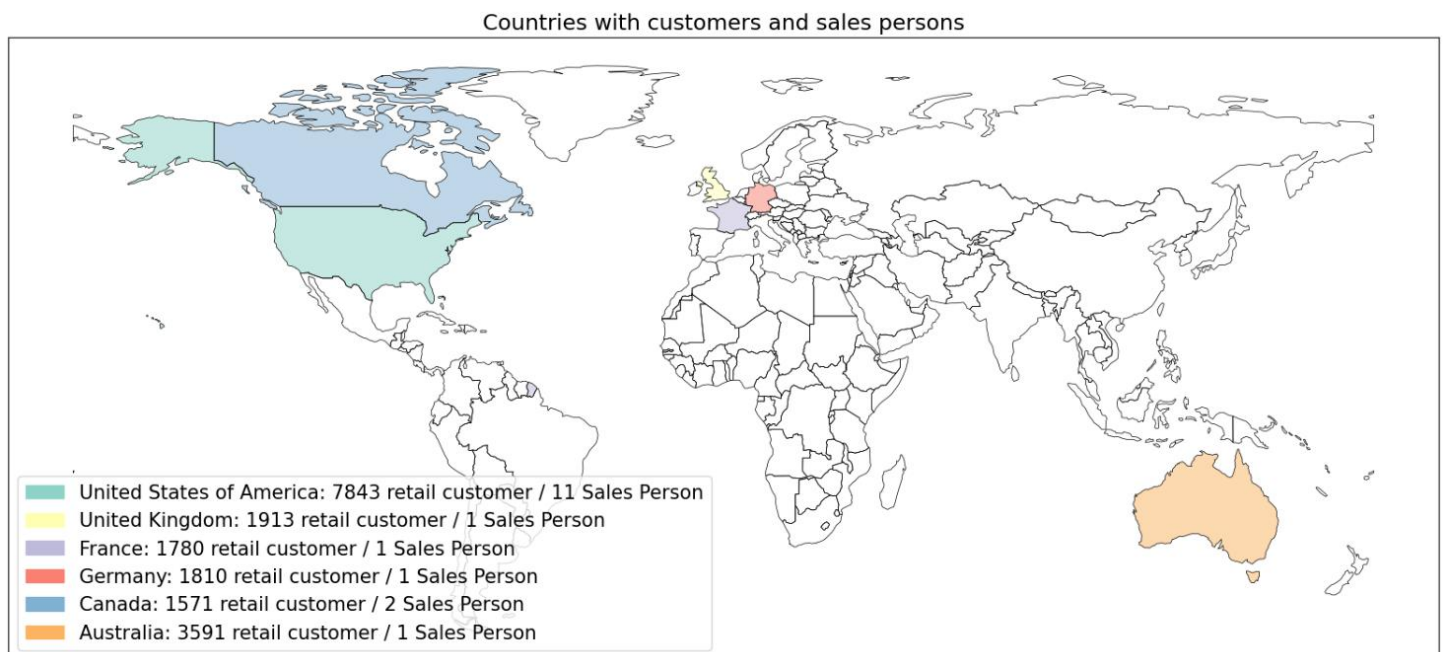 Countries with customers and sales persons
United States of America: 7843 retail customer / 11 Sales Person
United Kingdom: 1913 retail customer / 1 Sales Person
France: 1780 retail customer / 1 Sales Person
Germany: 1810 retail customer / 1 Sales Person
Canada: 1571 retail customer / 2 Sales Person
Australia: 3591 retail customer / 1 Sales Person